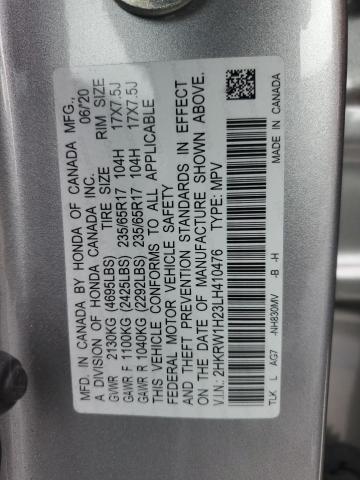 MFD. IN CANADA BY HONDA OF CANADA MFG.,
A DIVISION OF HONDA CANADA INC. 06/20
TIRE SIZE RIM SIZE
GVWR 2130KG (4695LBS)
GAWR F 1100KG (2425LBS) 235/65R17 104H 17X7.5J
GAWR R 1040KG (2292LBS) 235/65R17 104H 17X7.5J
THIS VEHICLE CONFORMS TO ALL APPLICABLE
FEDERAL MOTOR VEHICLE SAFETY
AND THEFT PREVENTION STANDARDS IN EFFECT
ON THE DATE OF MANUFACTURE SHOWN ABOVE.
V.I.N.: 2HKRW1H23LH410476 TYPE: MPV
TLK L AG7 -NH830MV -B -H MADE IN CANADA